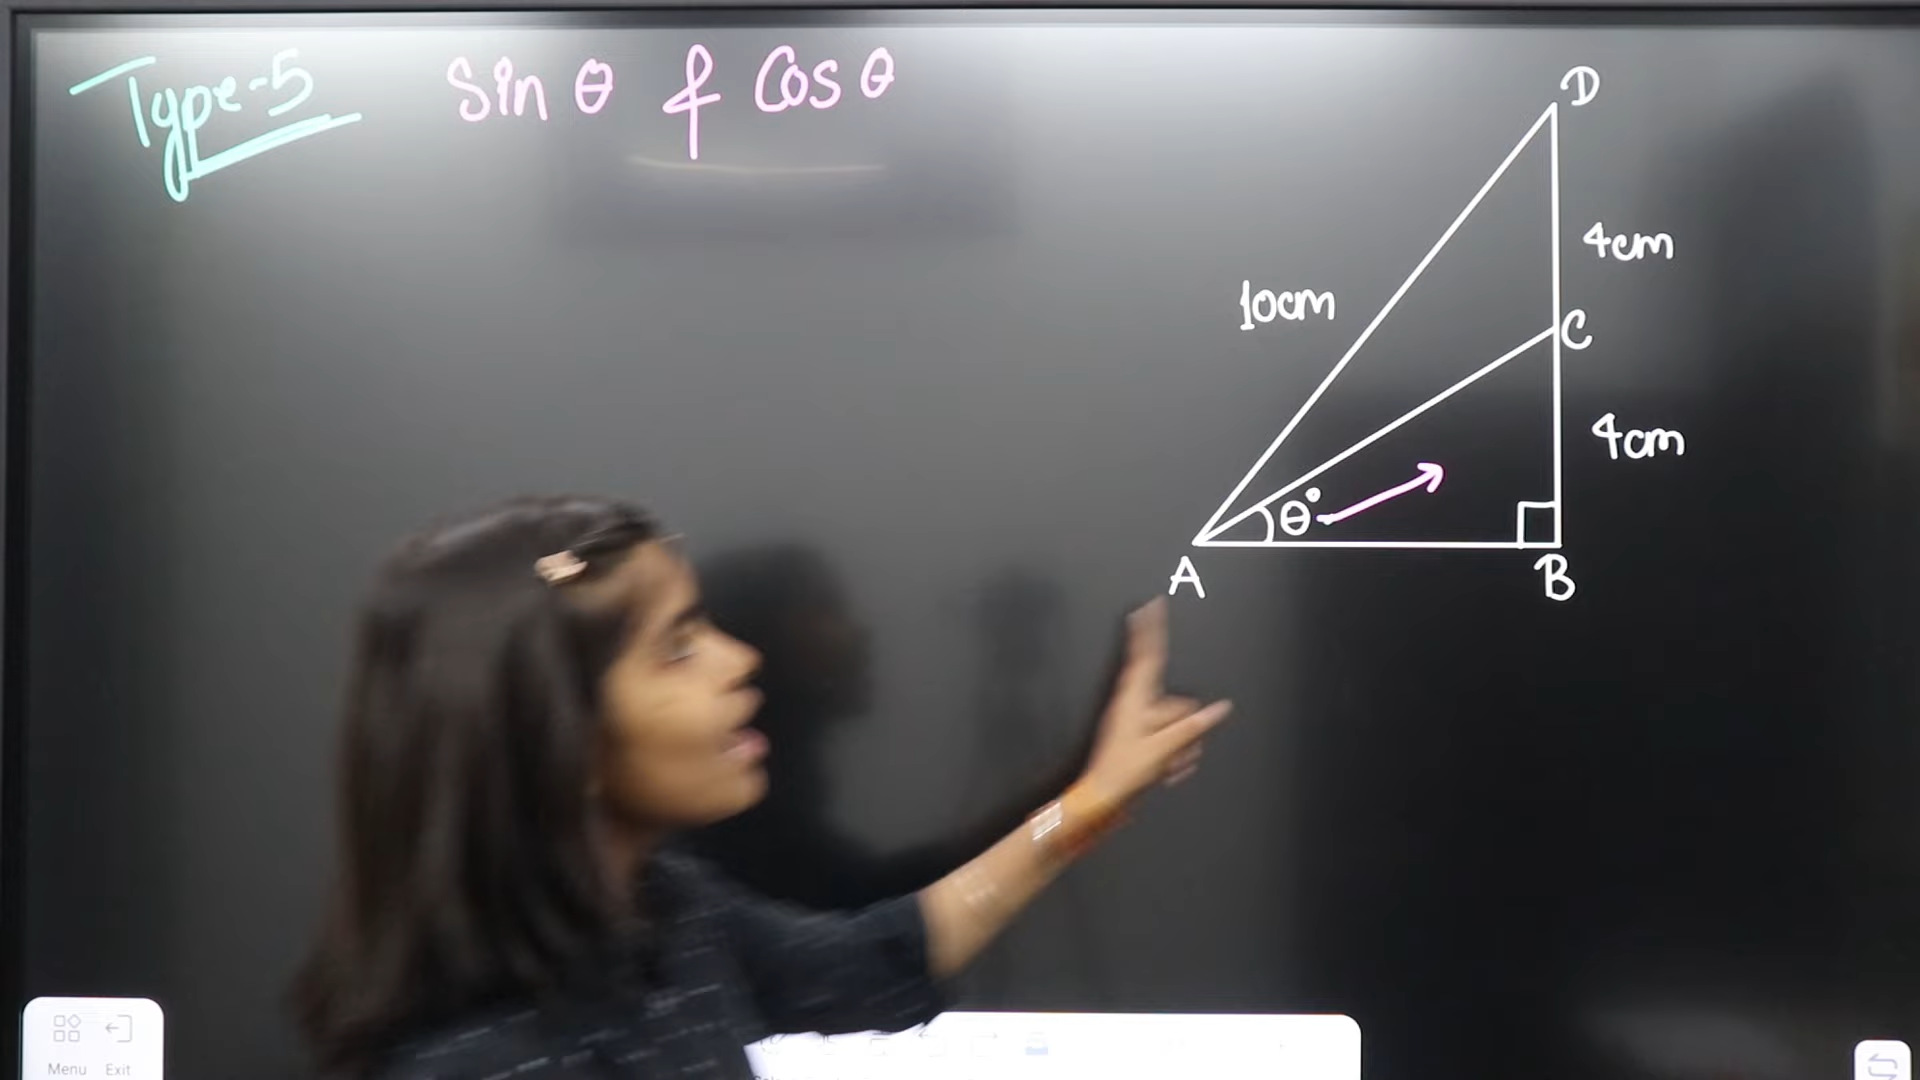 Type-5
Sin θ & Cos θ
D
4cm
10cm
C
4cm
θ°
A
B
Menu
Exit